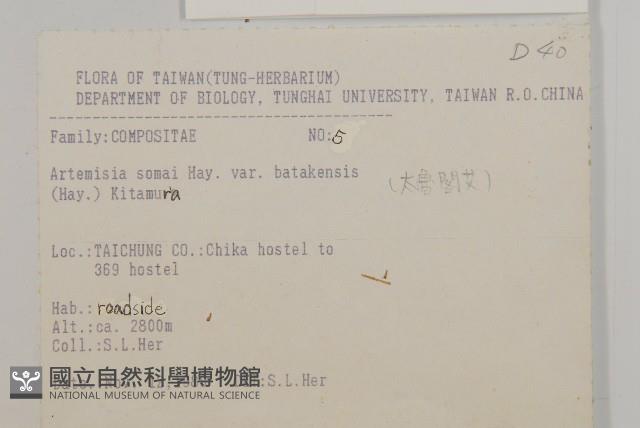 D 40
FLORA OF TAIWAN(TUNG-HERBARIUM)
DEPARTMENT OF BIOLOGY, TUNGHAI UNIVERSITY, TAIWAN R.O.CHINA
Family:COMPOSITAE NO:5
Artemisia somai Hay. var. batakensis
(Hay.) Kitamura
(太魯閣艾)
Loc.:TAICHUNG CO.:Chika hostel to
369 hostel
Hab.:roadside
Alt.:ca. 2800m
Coll.:S.L.Her
:S.L.Her
國立自然科學博物館
NATIONAL MUSEUM OF NATURAL SCIENCE